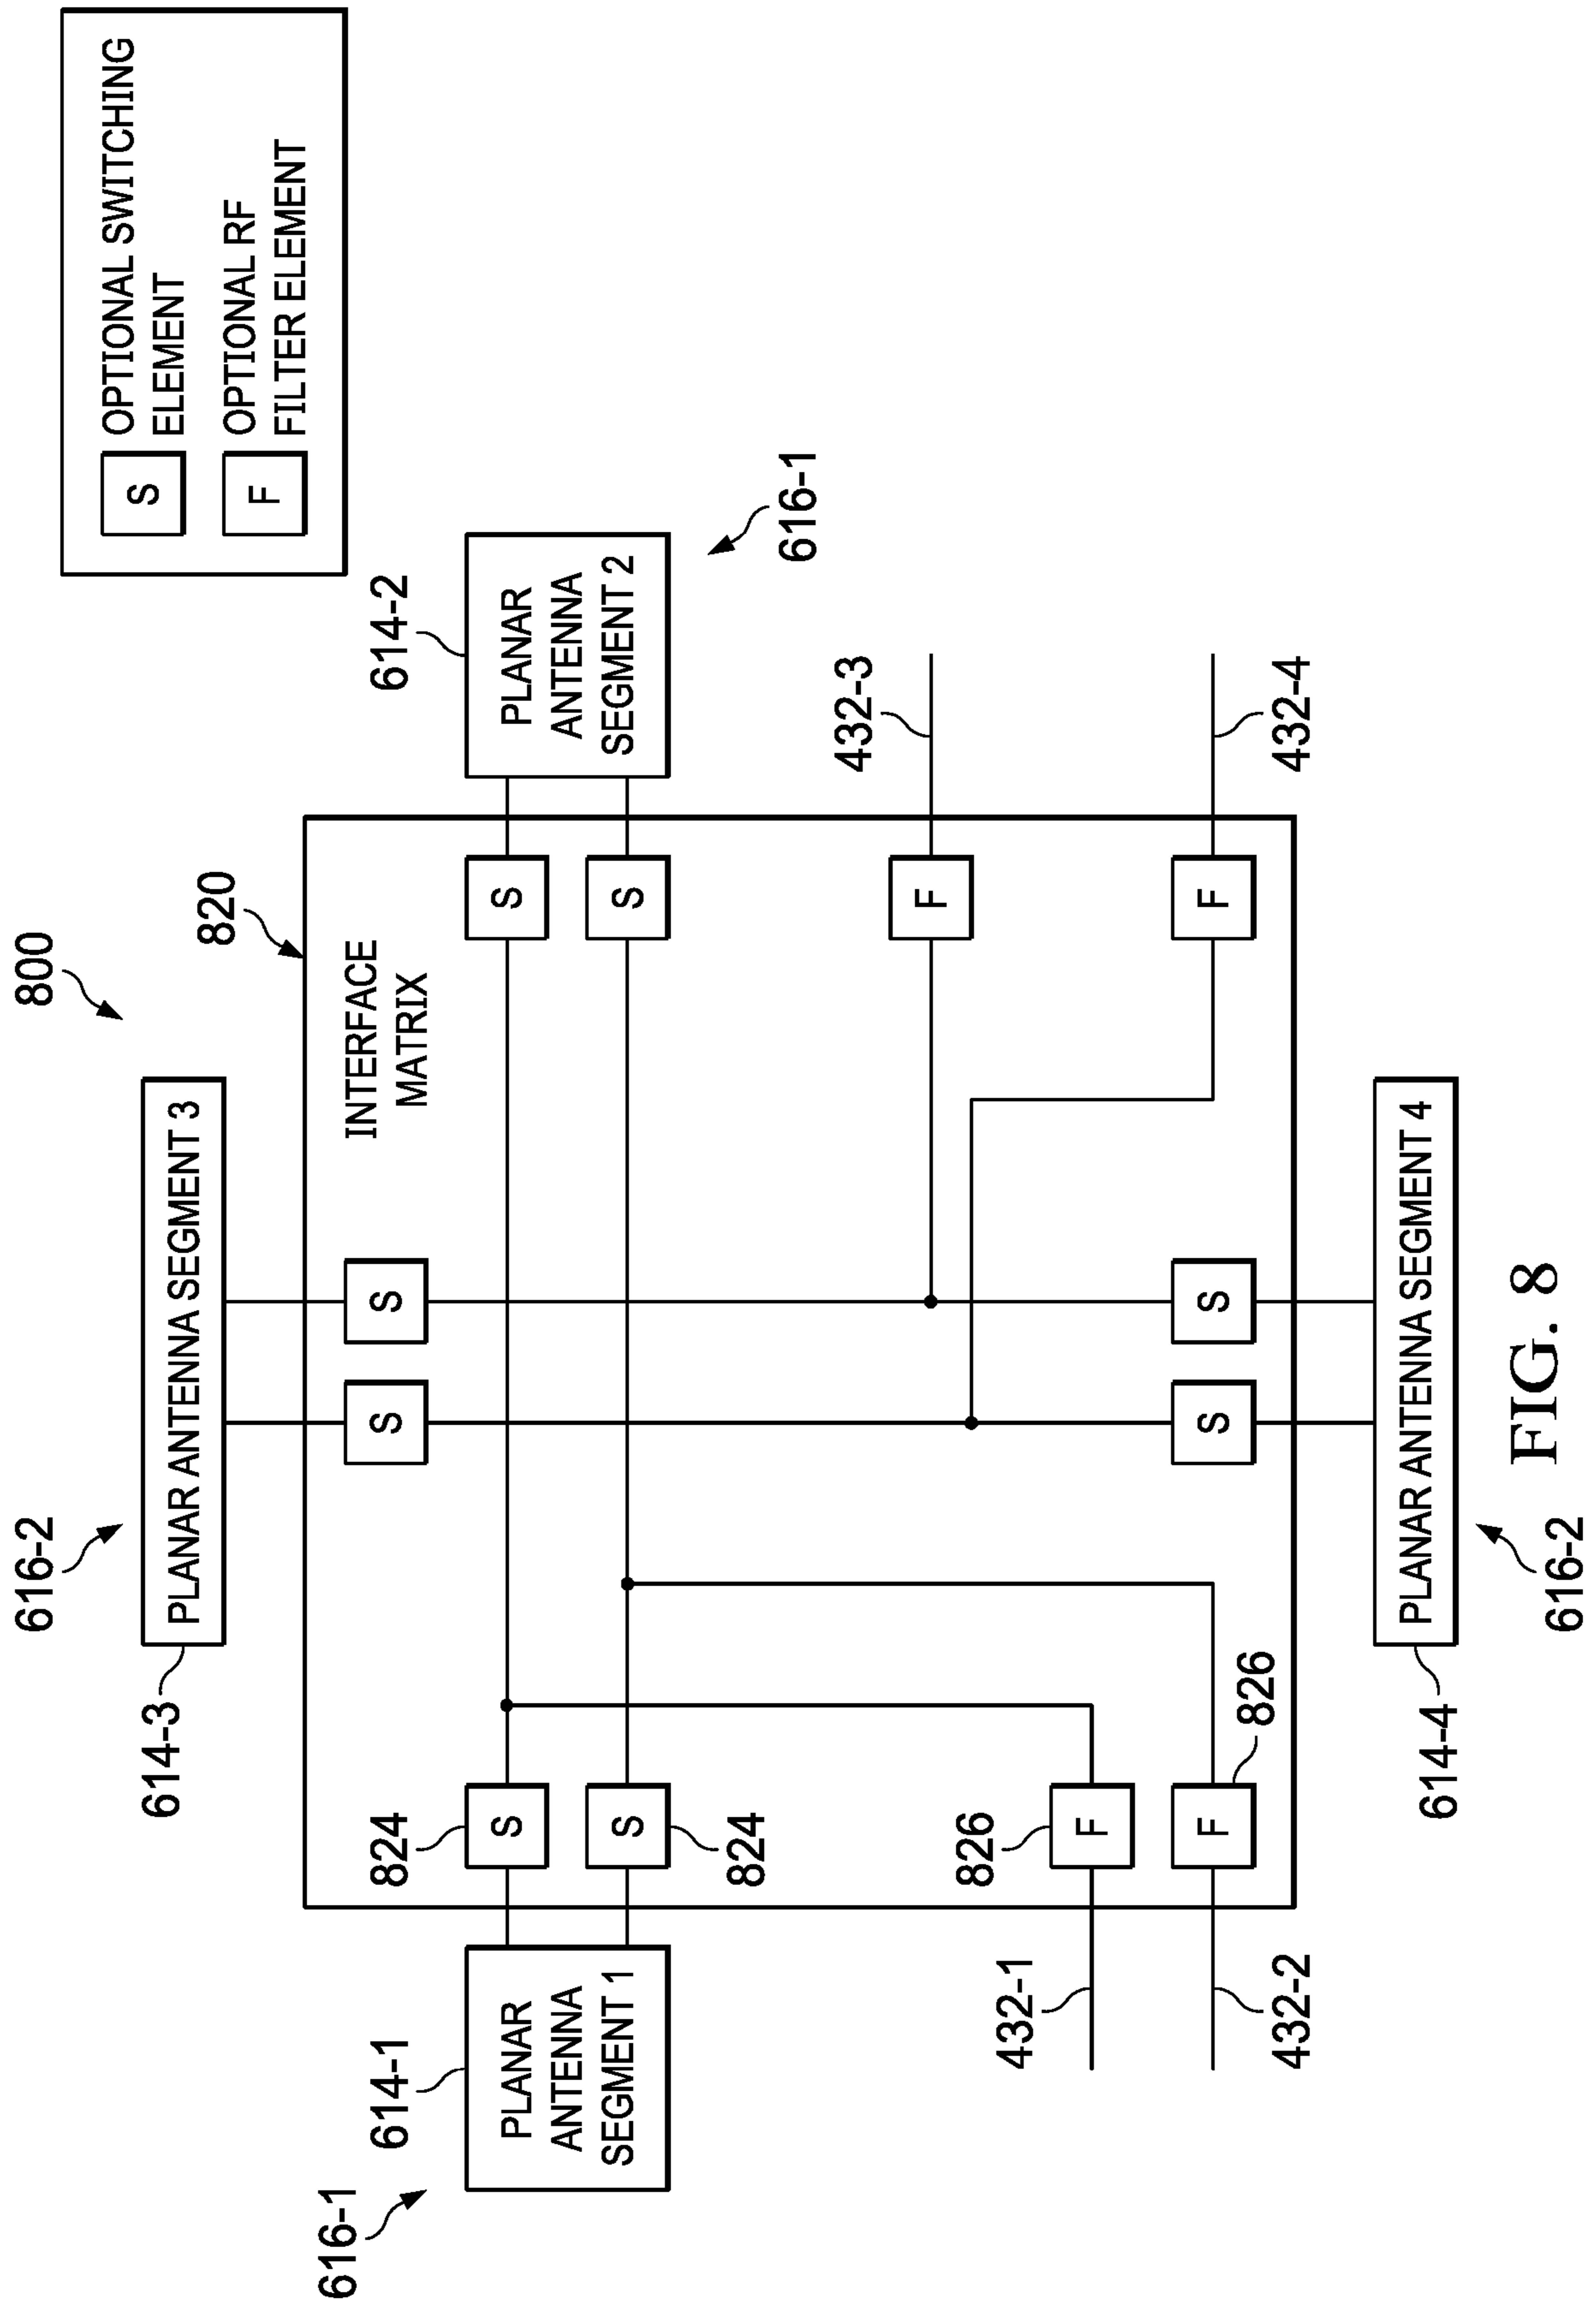 800
820
INTERFACE
MATRIX
616-2
614-3
PLANAR ANTENNA SEGMENT 3
S
OPTIONAL SWITCHING
ELEMENT
F
OPTIONAL RF
FILTER ELEMENT
616-1
614-1
PLANAR
ANTENNA
SEGMENT 1
824
S
S
824
S
S
S
S
614-2
PLANAR
ANTENNA
SEGMENT 2
616-1
432-1
826
F
432-2
F
826
S
S
F
432-3
F
432-4
614-4
616-2
PLANAR ANTENNA SEGMENT 4
FIG. 8